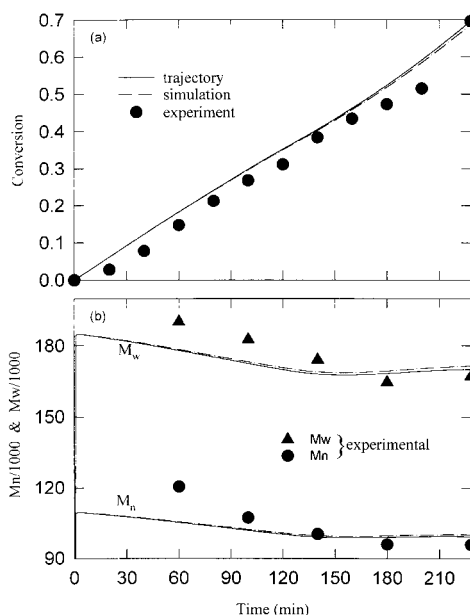 0.7
(a)
0.6
trajectory
simulation
experiment
0.5
0.4
0.3
0.2
0.1
0.0
Conversion
(b)
180
Mw
150
Mw
Mn
} experimental
120
Mn
90
Mn/1000 & Mw/1000
0 30 60 90 120 150 180 210
Time (min)